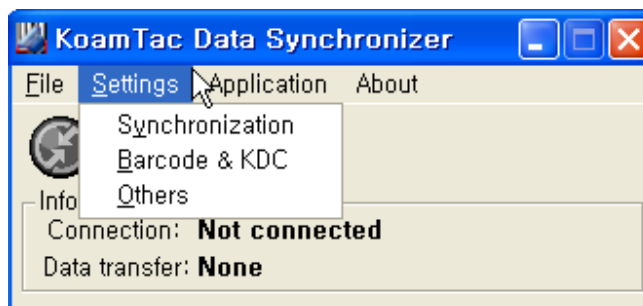 KoamTac Data Synchronizer
File Settings Application About
Synchronization
Barcode & KDC
Others
Info
Connection: Not connected
Data transfer: None